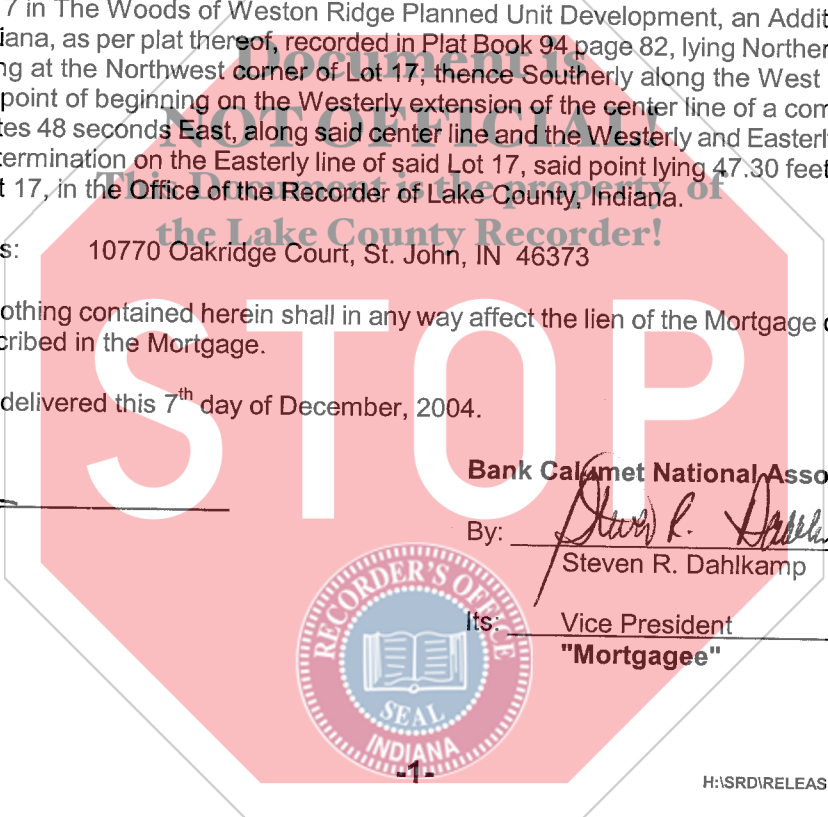 7 in The Woods of Weston Ridge Planned Unit Development, an Addit
iana, as per plat thereof, recorded in Plat Book 94 page 82, lying Norther
ng at the Northwest corner of Lot 17; thence Southerly along the West
point of beginning on the Westerly extension of the center line of a com
tes 48 seconds East, along said center line and the Westerly and Easterl
termination on the Easterly line of said Lot 17, said point lying 47.30 feet
t 17, in the Office of the Recorder of Lake County, Indiana.
Document is
NOT OFFICIAL!
This Document is the property of
the Lake County Recorder!
s: 10770 Oakridge Court, St. John, IN 46373
othing contained herein shall in any way affect the lien of the Mortgage
cribed in the Mortgage.
delivered this 7th day of December, 2004.
STOP
Bank Calumet National Asso
By: Steven R. Dahlkamp
Steven R. Dahlkamp
Its: Vice President
"Mortgagee"
RECORDER'S OFFICE
SEAL
INDIANA
-1-
H:\SRD\RELEAS